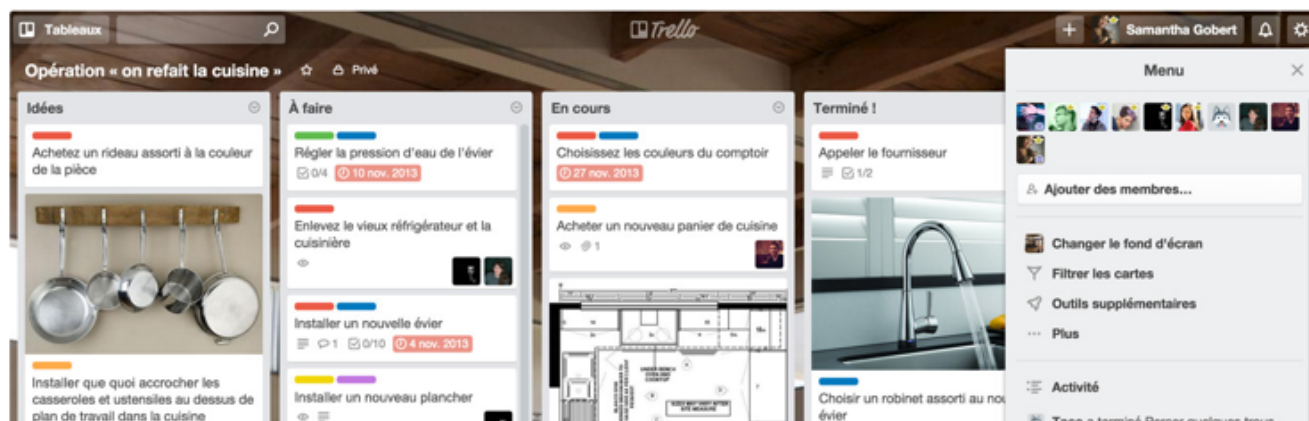 Tableaux
Trello
Samantha Gobert
Opération « on refait la cuisine »
Privé
Idées
Achetez un rideau assorti à la couleur
de la pièce
Installer que quoi accrocher les
casseroles et ustensiles au dessus de
plan de travail dans la cuisine
À faire
Régler la pression d'eau de l'évier
0/4 10 nov. 2013
Enlevez le vieux réfrigérateur et la
cuisinière
Installer un nouvelle évier
1 0/10 4 nov. 2013
Installer un nouveau plancher
En cours
Choisissez les couleurs du comptoir
27 nov. 2013
Acheter un nouveau panier de cuisine
1
Terminé !
Appeler le fournisseur
1/2
Choisir un robinet assorti au nou
évier
Menu
Ajouter des membres...
Changer le fond d'écran
Filtrer les cartes
Outils supplémentaires
Plus
Activité